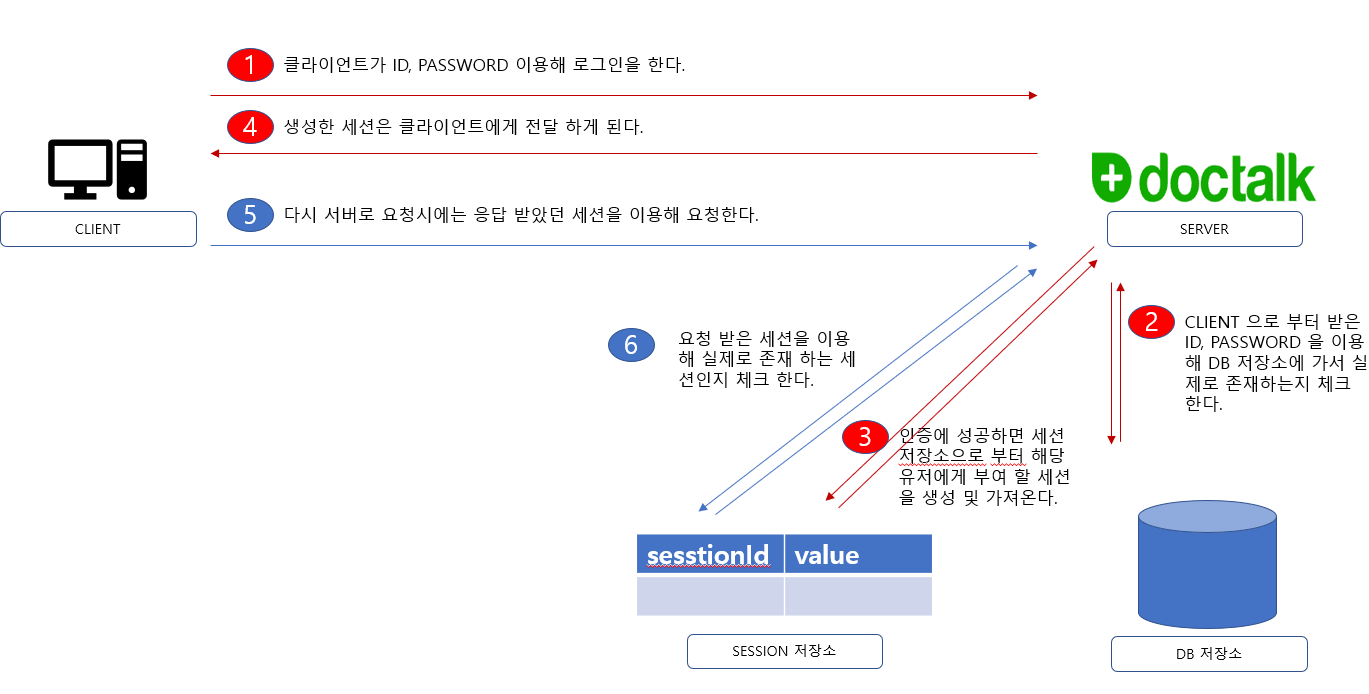 1 클라이언트가 ID, PASSWORD 이용해 로그인을 한다.
4 생성한 세션은 클라이언트에게 전달 하게 된다.
doctalk
5 다시 서버로 요청시에는 응답 받았던 세션을 이용해 요청한다.
CLIENT
SERVER
2 CLIENT 으로 부터 받은
ID, PASSWORD 을 이용
해 DB 저장소에 가서 실
제로 존재하는지 체크
한다.
6 요청 받은 세션을 이용
해 실제로 존재 하는 세
션인지 체크 한다.
3 인증에 성공하면 세션
저장소으로 부터 해당
유저에게 부여 할 세션
을 생성 및 가져온다.
sesstionId value
SESSION 저장소
DB 저장소